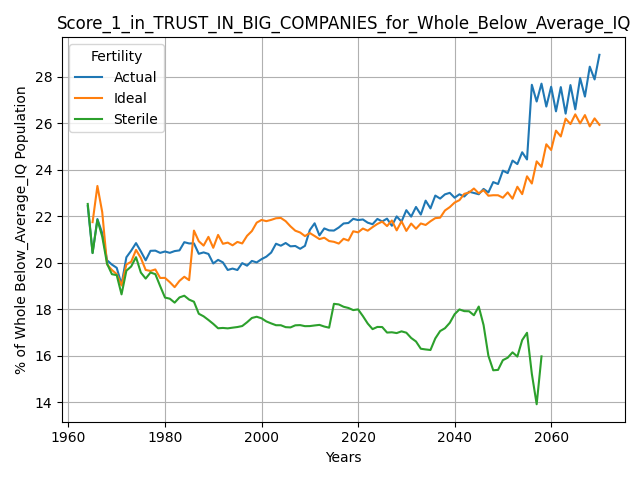 Score_1_in_TRUST_IN_BIG_COMPANIES_for_Whole_Below_Average_IQ
Fertility
Actual
Ideal
Sterile
% of Whole Below_Average_IQ Population
28
26
24
22
20
18
16
14
1960
1980
2000
2020
2040
2060
Years